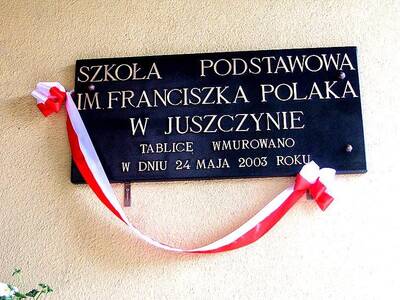 SZKOŁA PODSTAWOWA
IM. FRANCISZKA POLAKA
W JUSZCZYNIE
TABLICE WMUROWANO
W DNIU 24 MAJA 2003 ROKU